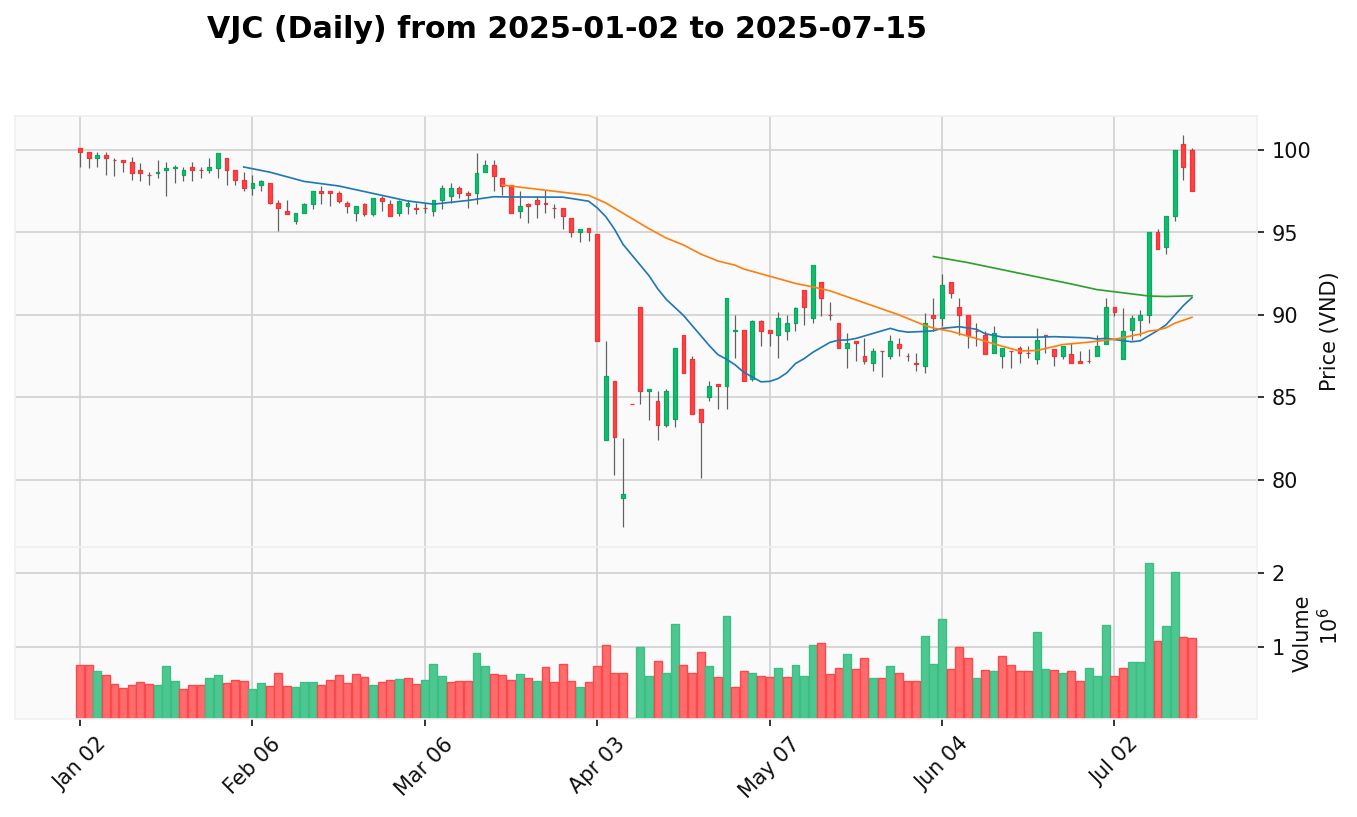 VJC (Daily) from 2025-01-02 to 2025-07-15
100
95
90
85
80
Price (VND)
2
1
Volume
10^6
Jan 02
Feb 06
Mar 06
Apr 03
May 07
Jun 04
Jul 02